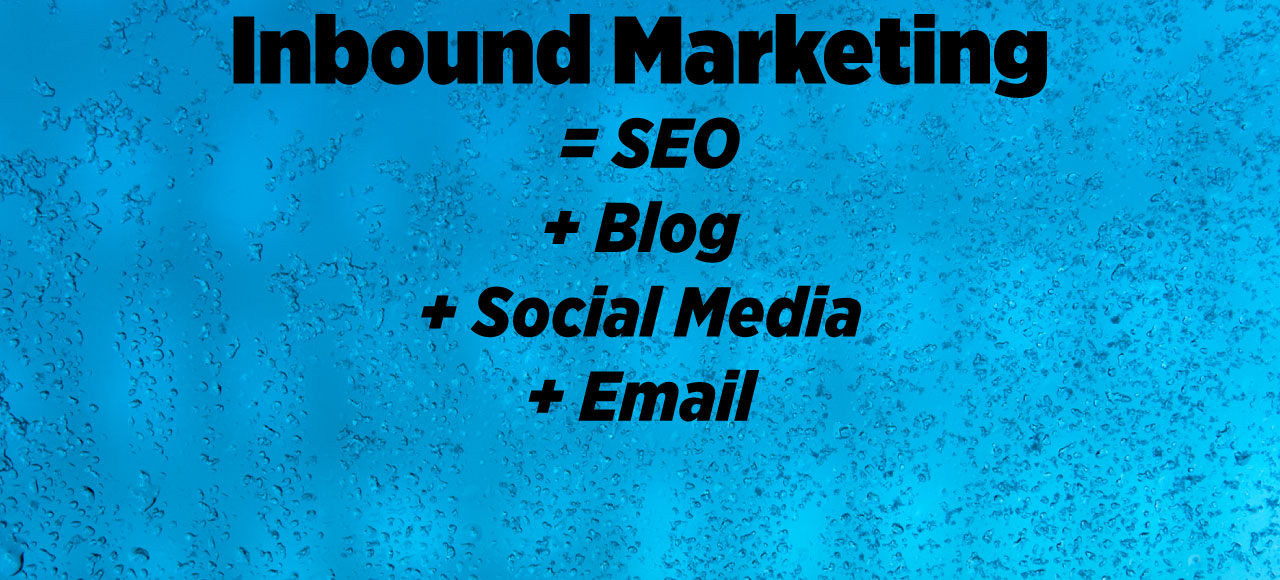 Inbound Marketing
= SEO
+ Blog
+ Social Media
+ Email